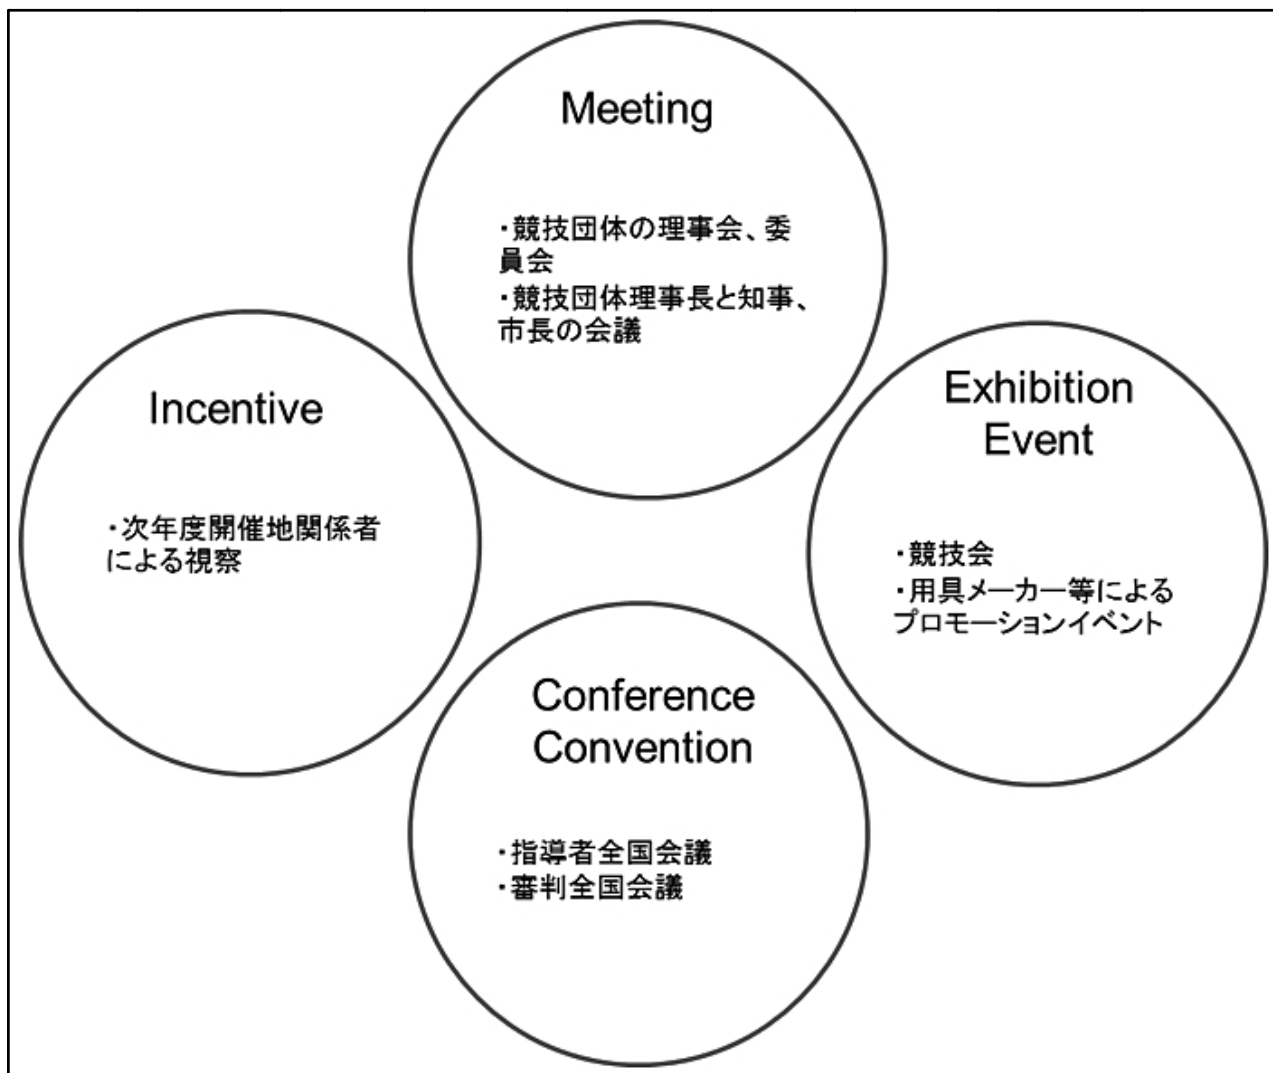 Meeting
・競技団体の理事会、委
員会
・競技団体理事長と知事、
市長の会議
Incentive
・次年度開催地関係者
による視察
Exhibition
Event
・競技会
・用具メーカー等による
プロモーションイベント
Conference
Convention
・指導者全国会議
・審判全国会議